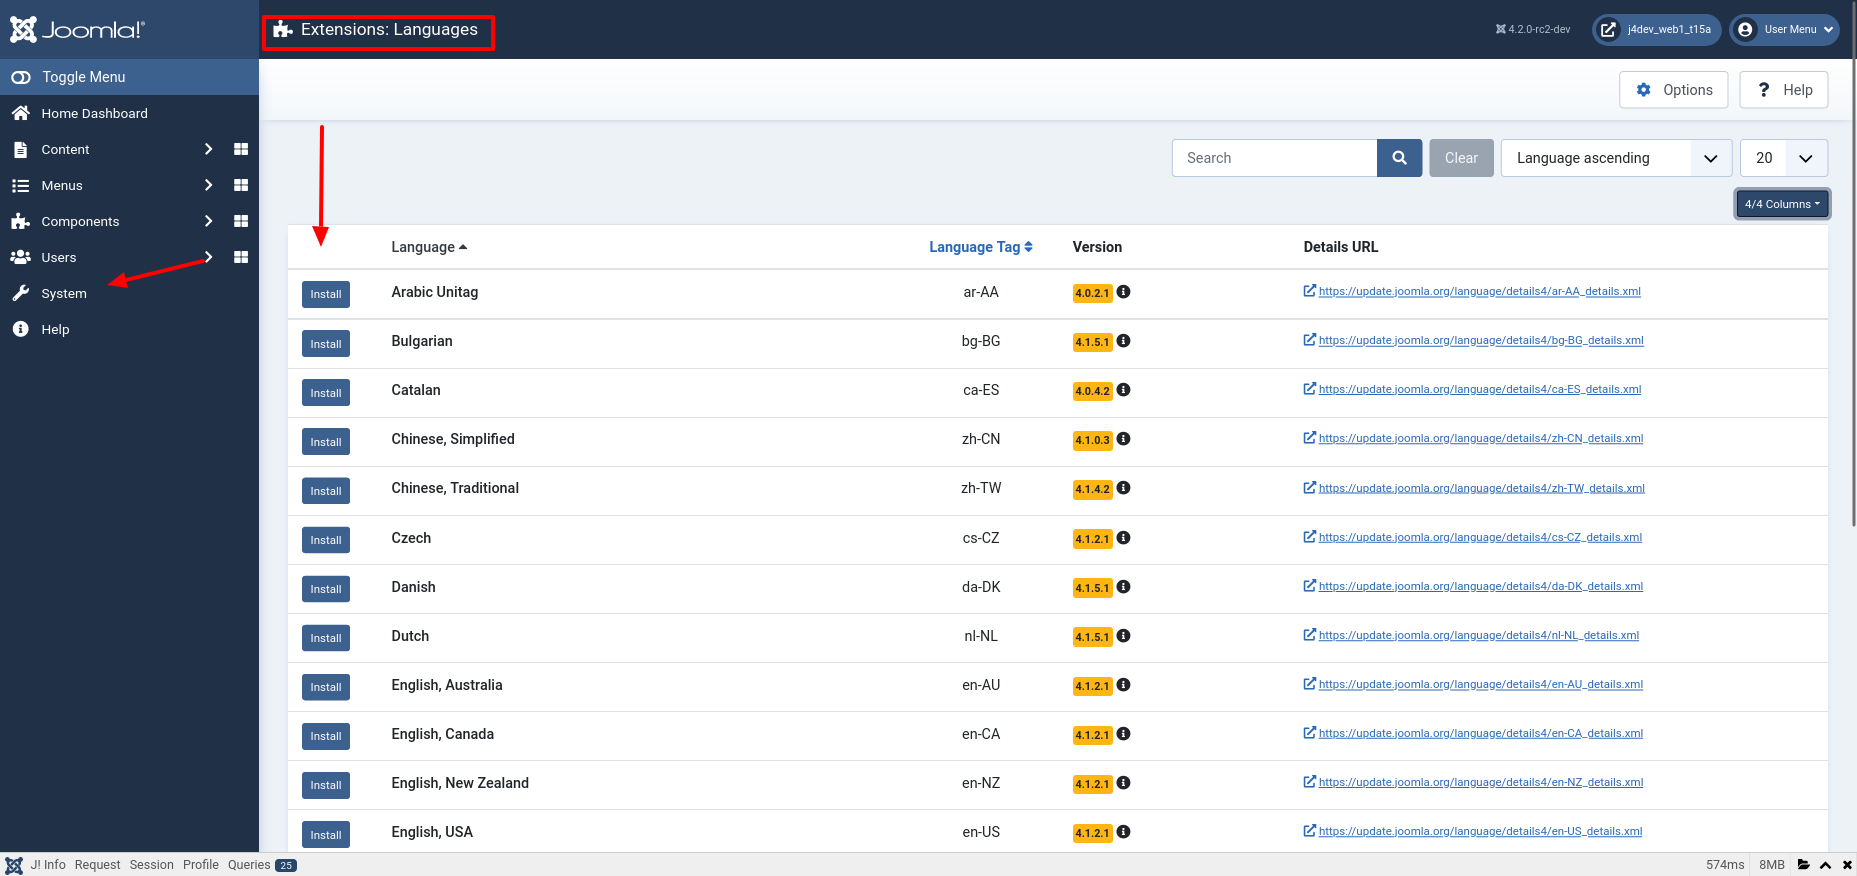 Joomla!
Extensions: Languages
4.2.0-rc2-dev
j4dev_web1_t15a
User Menu
Toggle Menu
Home Dashboard
Content
Menus
Components
Users
System
Help
Options
Help
Search
Clear
Language ascending
20
4/4 Columns
Language Language Tag Version Details URL
Install Arabic Unitag ar-AA 4.0.2.1 https://update.joomla.org/language/details4/ar-AA_details.xml
Install Bulgarian bg-BG 4.1.5.1 https://update.joomla.org/language/details4/bg-BG_details.xml
Install Catalan ca-ES 4.0.4.2 https://update.joomla.org/language/details4/ca-ES_details.xml
Install Chinese, Simplified zh-CN 4.1.0.3 https://update.joomla.org/language/details4/zh-CN_details.xml
Install Chinese, Traditional zh-TW 4.1.4.2 https://update.joomla.org/language/details4/zh-TW_details.xml
Install Czech cs-CZ 4.1.2.1 https://update.joomla.org/language/details4/cs-CZ_details.xml
Install Danish da-DK 4.1.5.1 https://update.joomla.org/language/details4/da-DK_details.xml
Install Dutch nl-NL 4.1.5.1 https://update.joomla.org/language/details4/nl-NL_details.xml
Install English, Australia en-AU 4.1.2.1 https://update.joomla.org/language/details4/en-AU_details.xml
Install English, Canada en-CA 4.1.2.1 https://update.joomla.org/language/details4/en-CA_details.xml
Install English, New Zealand en-NZ 4.1.2.1 https://update.joomla.org/language/details4/en-NZ_details.xml
Install English, USA en-US 4.1.2.1 https://update.joomla.org/language/details4/en-US_details.xml
J! Info Request Session Profile Queries 25 574ms 8MB